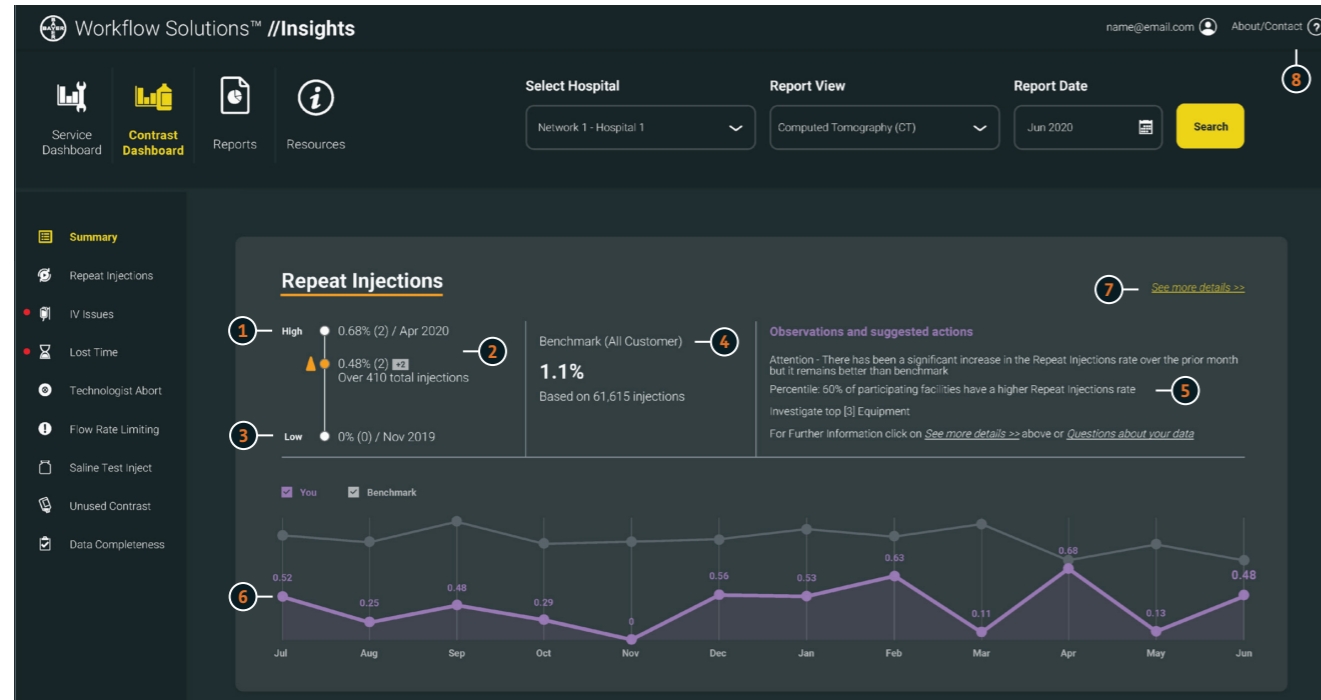 BAYER Workflow Solutions™ //Insights
name@email.com About/Contact ?
8
Service Dashboard
Contrast Dashboard
Reports
i
Resources
Select Hospital
Network 1 - Hospital 1
Report View
Computed Tomography (CT)
Report Date
Jun 2020
Search
Summary
Repeat Injections
IV Issues
Lost Time
Technologist Abort
Flow Rate Limiting
Saline Test Inject
Unused Contrast
Data Completeness
Repeat Injections
7 See more details >>
1 High 0.68% (2) / Apr 2020
0.48% (2) +2 2
Over 410 total injections
3 Low 0% (0) / Nov 2019
Benchmark (All Customer) 4
1.1%
Based on 61,615 injections
Observations and suggested actions
Attention - There has been a significant increase in the Repeat Injections rate over the prior month
but it remains better than benchmark
Percentile: 60% of participating facilities have a higher Repeat Injections rate 5
Investigate top [3] Equipment
For Further Information click on See more details >> above or Questions about your data
You Benchmark
6
0.52 0.25 0.48 0.29 0 0.56 0.53 0.63 0.11 0.68 0.13 0.48
Jul Aug Sep Oct Nov Dec Jan Feb Mar Apr May Jun